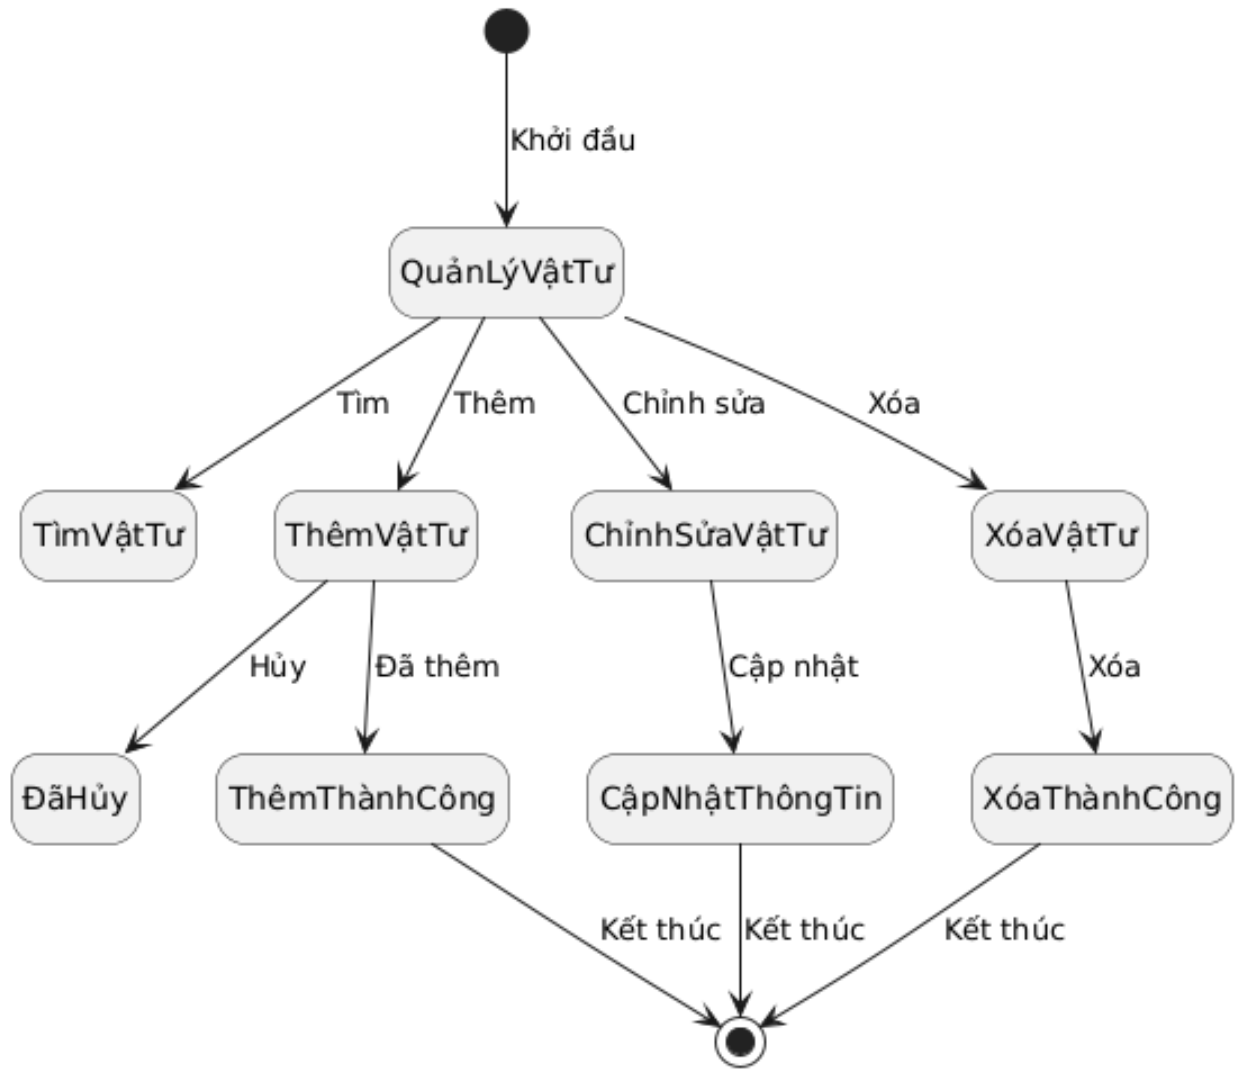 Khởi đầu
QuảnLýVậtTư
Tìm
Thêm
Chỉnh sửa
Xóa
TìmVậtTư
ThêmVậtTư
ChỉnhSửaVậtTư
XóaVậtTư
Hủy
Đã thêm
Cập nhật
Xóa
ĐãHủy
ThêmThànhCông
CậpNhậtThôngTin
XóaThànhCông
Kết thúc
Kết thúc
Kết thúc